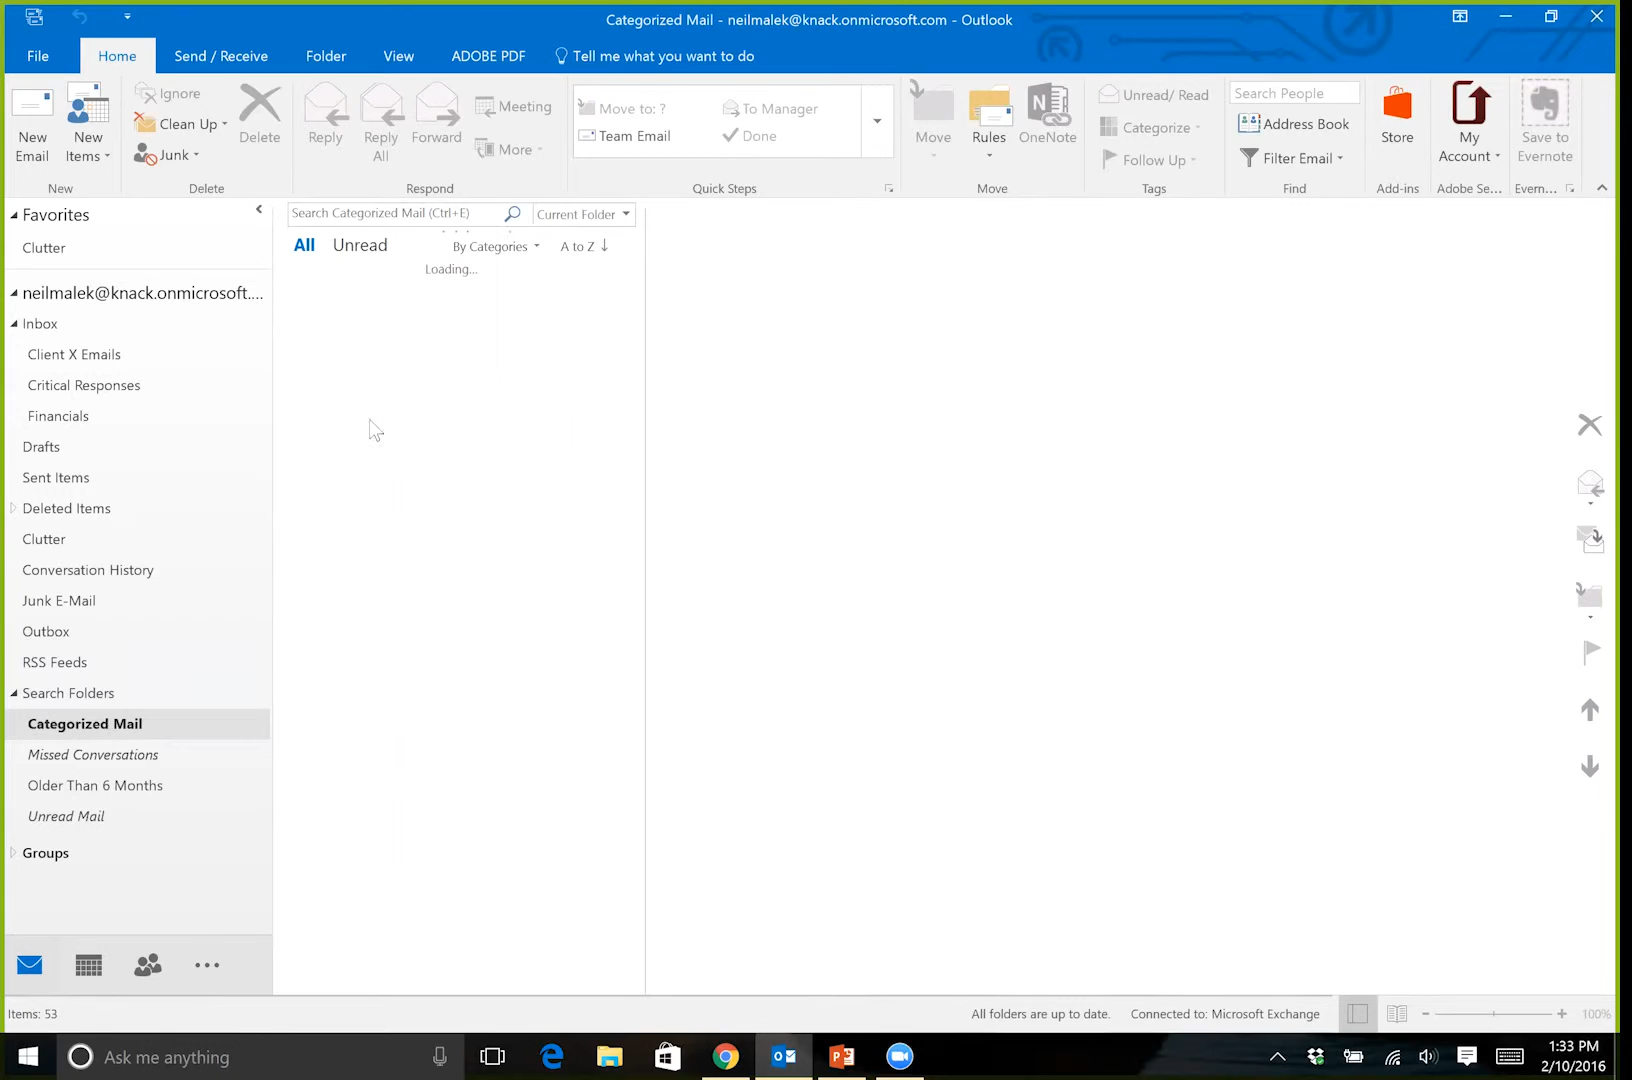 Categorized Mail - neilmalek@knack.onmicrosoft.com - Outlook
File Home Send / Receive Folder View ADOBE PDF Tell me what you want to do
New Email
New Items
Ignore
Clean Up
Junk
Delete
Reply
Reply All
Forward
Meeting
More
Move to: ?
To Manager
Team Email
Done
Move
Rules
OneNote
Unread/ Read
Categorize
Follow Up
Search People
Address Book
Filter Email
Store
My Account
Save to Evernote
New Delete Respond Quick Steps Move Tags Find Add-ins Adobe Se... Evern...
Favorites
Clutter
neilmalek@knack.onmicrosoft....
Inbox
Client X Emails
Critical Responses
Financials
Drafts
Sent Items
Deleted Items
Clutter
Conversation History
Junk E-Mail
Outbox
RSS Feeds
Search Folders
Categorized Mail
Missed Conversations
Older Than 6 Months
Unread Mail
Groups
Search Categorized Mail (Ctrl+E) Current Folder
All Unread By Categories A to Z
Loading...
Items: 53 All folders are up to date. Connected to: Microsoft Exchange 100%
Ask me anything
1:33 PM
2/10/2016